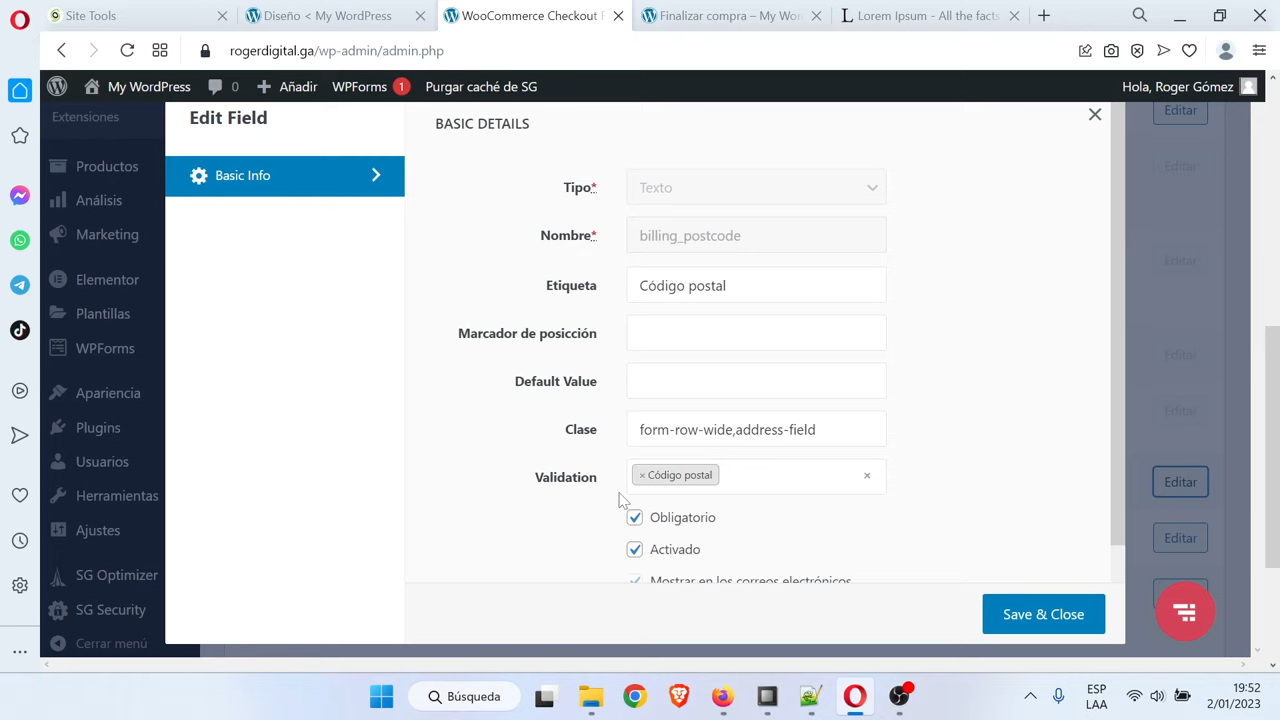 Site Tools
Diseño < My WordPress
WooCommerce Checkout F
Finalizar compra – My Wor
Lorem Ipsum - All the facts
rogerdigital.ga/wp-admin/admin.php
My WordPress
0
Añadir
WPForms
1
Purgar caché de SG
Hola, Roger Gómez
Extensiones
Productos
Análisis
Marketing
Elementor
Plantillas
WPForms
Apariencia
Plugins
Usuarios
Herramientas
Ajustes
SG Optimizer
SG Security
Cerrar menú
Edit Field
Basic Info
BASIC DETAILS
Tipo*
Texto
Nombre*
billing_postcode
Etiqueta
Código postal
Marcador de posicción
Default Value
Clase
form-row-wide,address-field
Validation
× Código postal
×
Obligatorio
Activado
Mostrar en los correos electrónicos
Save & Close
Editar
Editar
Editar
Editar
Editar
Editar
Editar
Búsqueda
ESP
LAA
19:52
2/01/2023